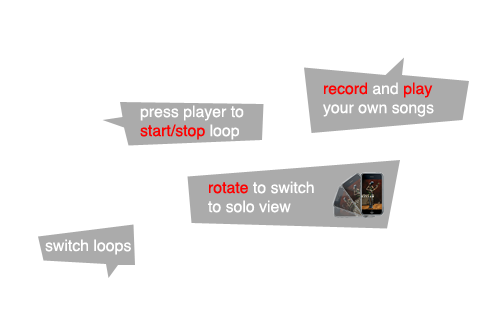 record and play
your own songs
press player to
start/stop loop
rotate to switch
to solo view
switch loops